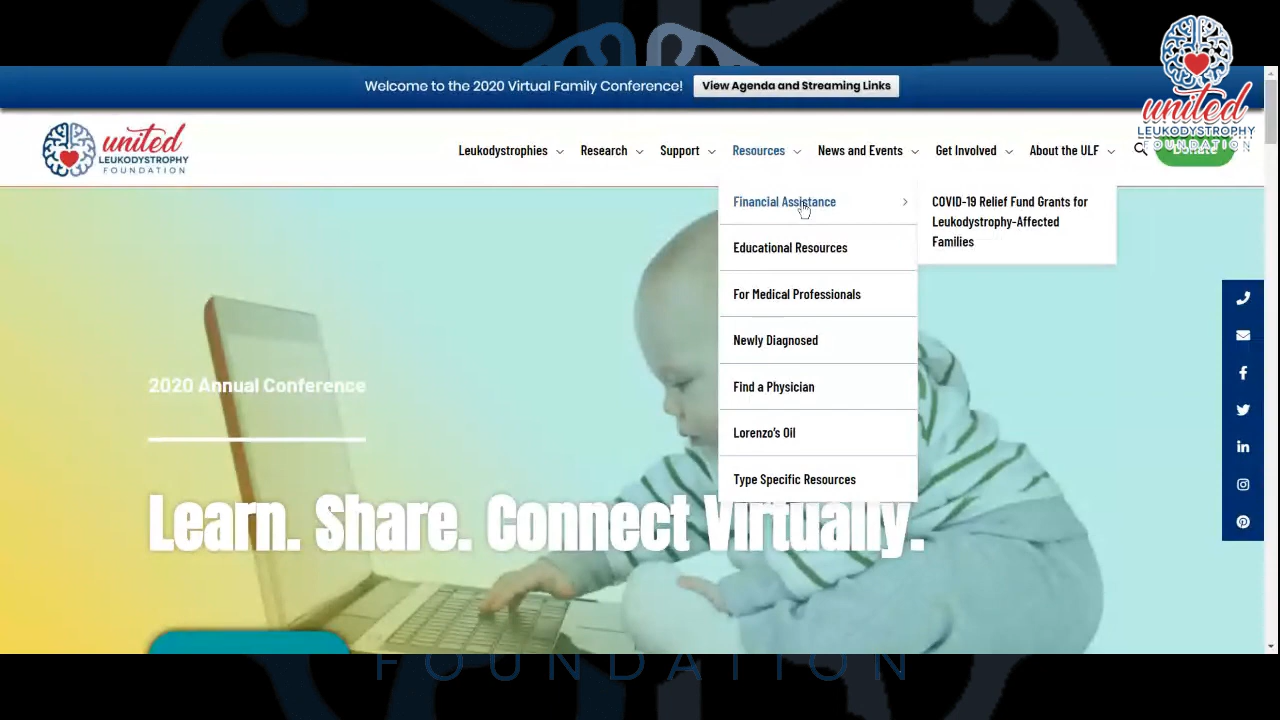 Welcome to the 2020 Virtual Family Conference! View Agenda and Streaming Links
united
LEUKODYSTROPHY
FOUNDATION
united
LEUKODYSTROPHY
FOUNDATION
Leukodystrophies Research Support Resources News and Events Get Involved About the ULF Donate
Financial Assistance
COVID-19 Relief Fund Grants for
Leukodystrophy-Affected
Families
Educational Resources
For Medical Professionals
Newly Diagnosed
Find a Physician
Lorenzo's Oil
Type Specific Resources
2020 Annual Conference
Learn. Share. Connect Virtually.
FOUNDATION